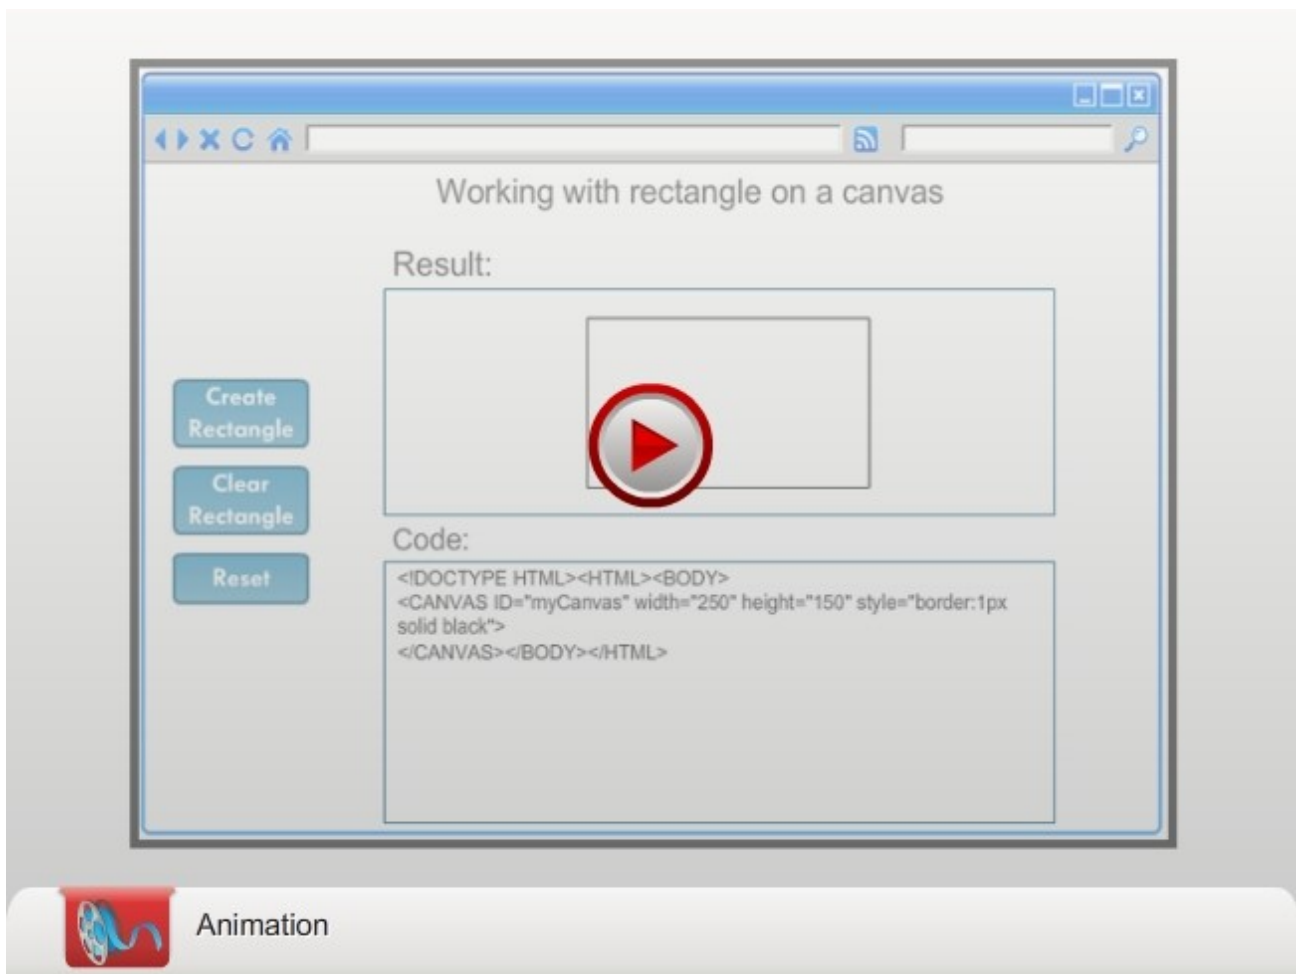 Working with rectangle on a canvas
Result:
Create
Rectangle
Clear
Rectangle
Reset
Code:
<!DOCTYPE HTML><HTML><BODY>
<CANVAS ID="myCanvas" width="250" height="150" style="border:1px
solid black">
</CANVAS></BODY></HTML>
Animation